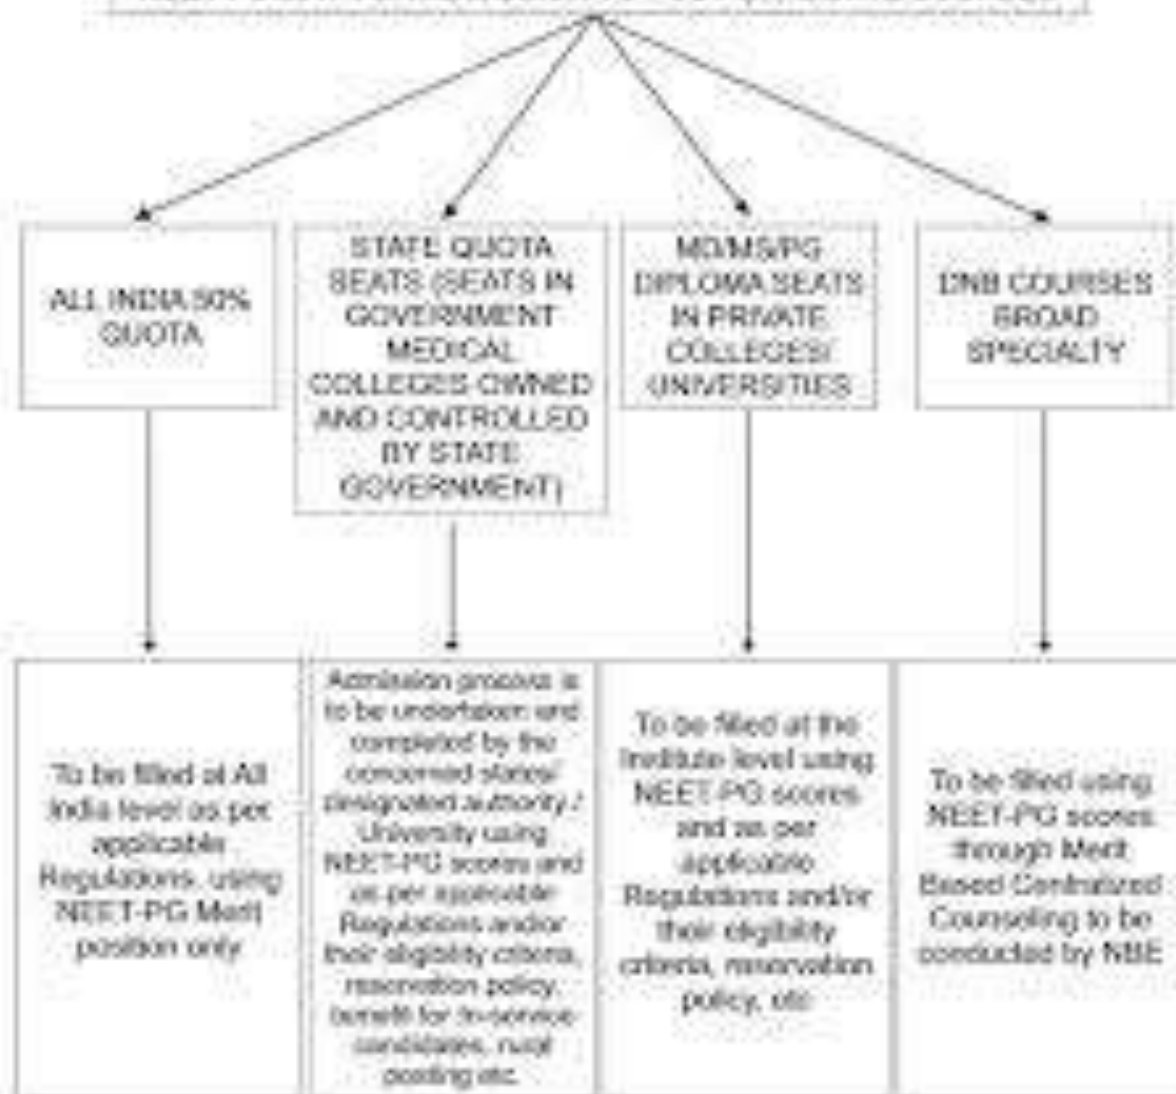 ALL INDIA 50%
QUOTA
STATE QUOTA
SEATS (SEATS IN
GOVERNMENT
MEDICAL
COLLEGES OWNED
AND CONTROLLED
BY STATE
GOVERNMENT)
MD/MS/PG
DIPLOMA SEATS
IN PRIVATE
COLLEGES/
UNIVERSITIES
DNB COURSES
BROAD
SPECIALTY
To be filled at All
India level as per
applicable
Regulations, using
NEET-PG Merit
position only
Admission process is
to be undertaken and
completed by the
concerned states/
designated authority /
University using
NEET-PG scores and
as per applicable
Regulations and/or
their eligibility criteria,
reservation policy,
benefit for in-service
candidates, rural
posting etc.
To be filled at the
Institute level using
NEET-PG scores
and as per
applicable
Regulations and/or
their eligibility
criteria, reservation
policy, etc
To be filled using
NEET-PG scores
through Merit
Based Centralized
Counseling to be
conducted by NBE